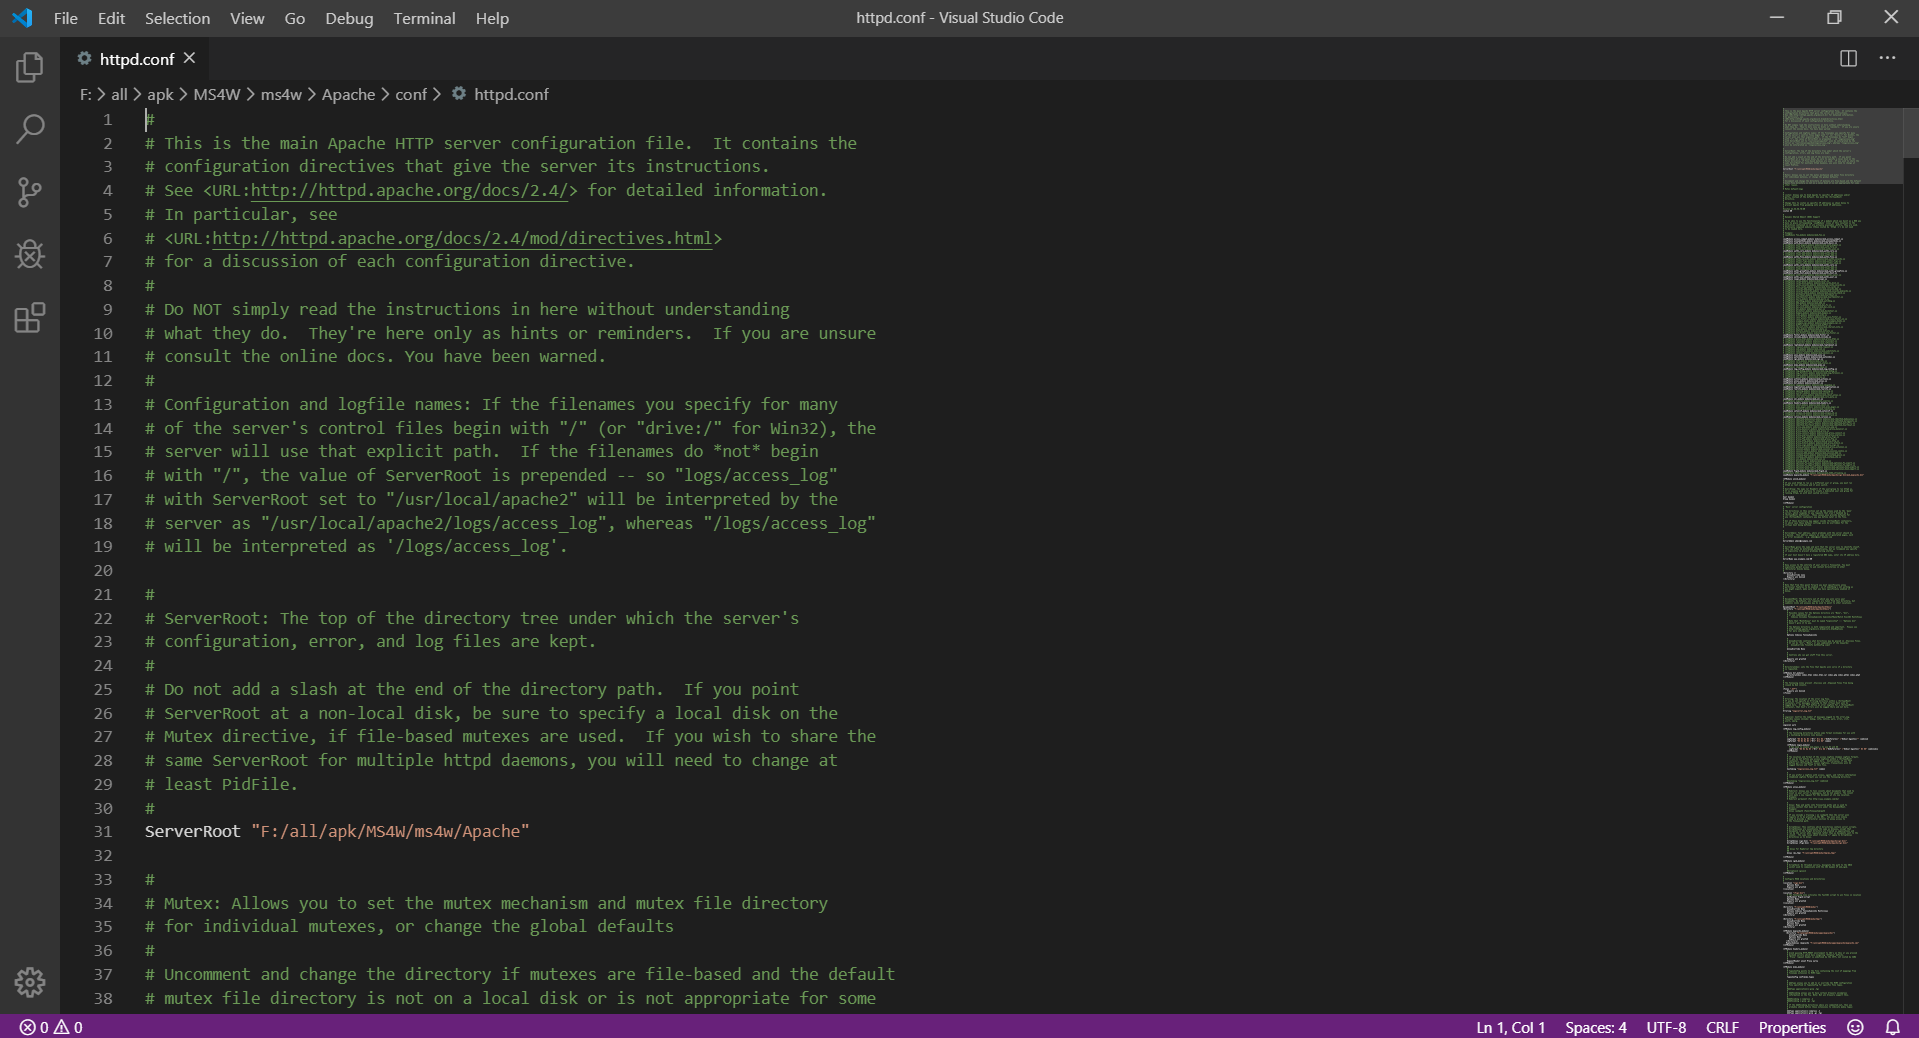 File Edit Selection View Go Debug Terminal Help
httpd.conf - Visual Studio Code
httpd.conf
F: > all > apk > MS4W > ms4w > Apache > conf > httpd.conf
1 #
2 # This is the main Apache HTTP server configuration file.  It contains the
3 # configuration directives that give the server its instructions.
4 # See <URL:http://httpd.apache.org/docs/2.4/> for detailed information.
5 # In particular, see
6 # <URL:http://httpd.apache.org/docs/2.4/mod/directives.html>
7 # for a discussion of each configuration directive.
8 #
9 # Do NOT simply read the instructions in here without understanding
10 # what they do.  They're here only as hints or reminders.  If you are unsure
11 # consult the online docs. You have been warned.
12 #
13 # Configuration and logfile names: If the filenames you specify for many
14 # of the server's control files begin with "/" (or "drive:/" for Win32), the
15 # server will use that explicit path.  If the filenames do *not* begin
16 # with "/", the value of ServerRoot is prepended -- so "logs/access_log"
17 # with ServerRoot set to "/usr/local/apache2" will be interpreted by the
18 # server as "/usr/local/apache2/logs/access_log", whereas "/logs/access_log"
19 # will be interpreted as '/logs/access_log'.
20
21 #
22 # ServerRoot: The top of the directory tree under which the server's
23 # configuration, error, and log files are kept.
24 #
25 # Do not add a slash at the end of the directory path.  If you point
26 # ServerRoot at a non-local disk, be sure to specify a local disk on the
27 # Mutex directive, if file-based mutexes are used.  If you wish to share the
28 # same ServerRoot for multiple httpd daemons, you will need to change at
29 # least PidFile.
30 #
31 ServerRoot "F:/all/apk/MS4W/ms4w/Apache"
32
33 #
34 # Mutex: Allows you to set the mutex mechanism and mutex file directory
35 # for individual mutexes, or change the global defaults
36 #
37 # Uncomment and change the directory if mutexes are file-based and the default
38 # mutex file directory is not on a local disk or is not appropriate for some
0 0
Ln 1, Col 1 Spaces: 4 UTF-8 CRLF Properties